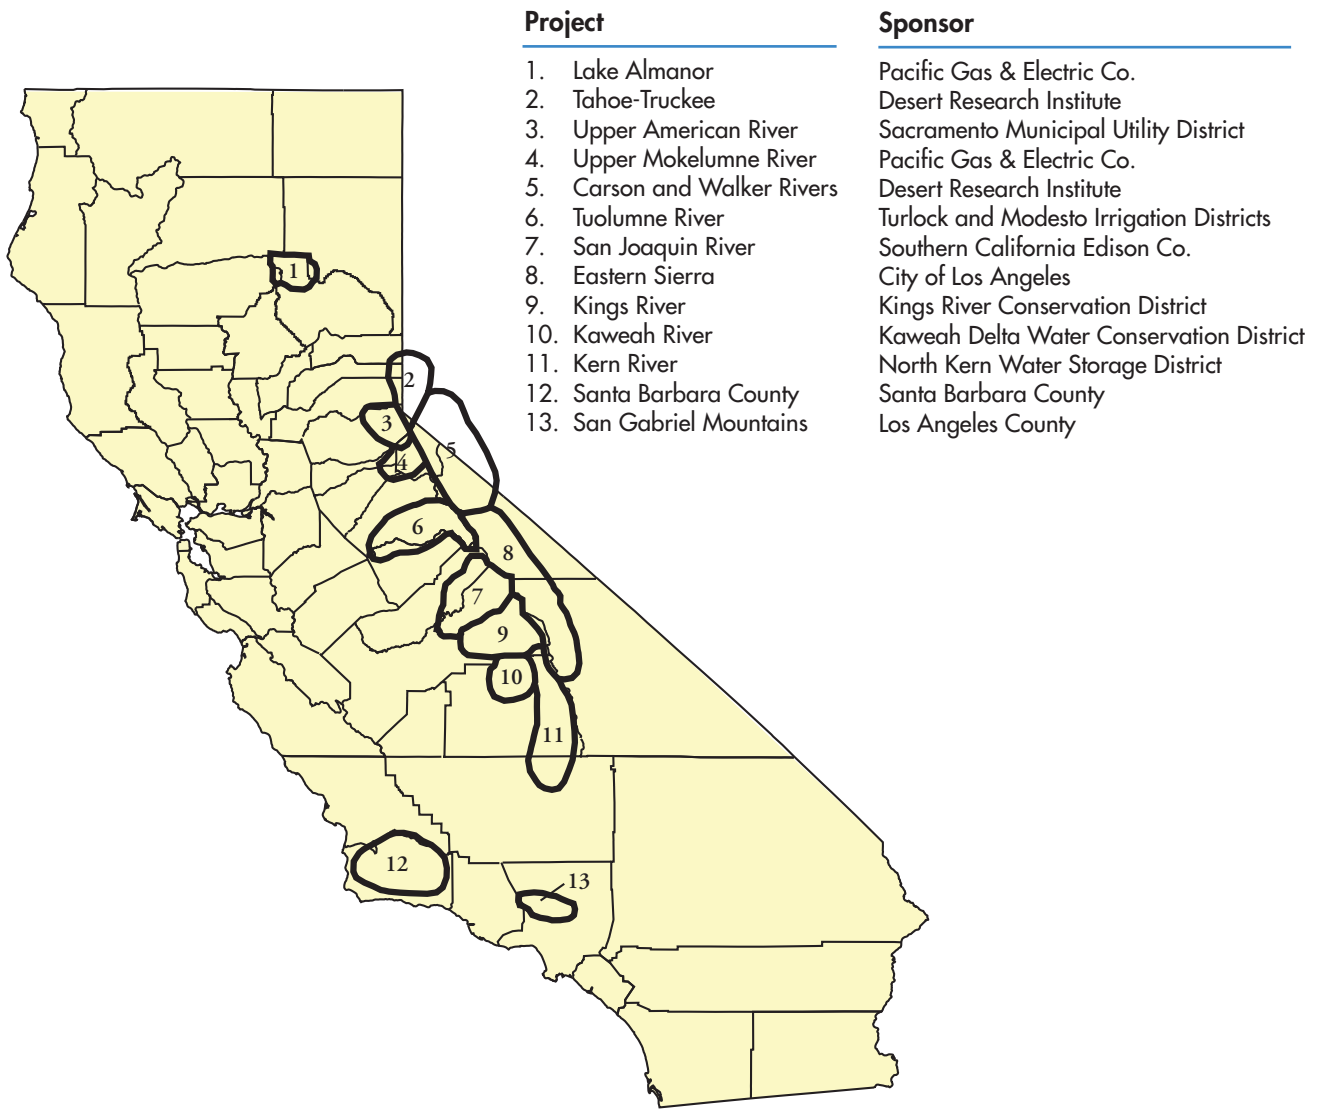 Project Sponsor
1. Lake Almanor Pacific Gas & Electric Co.
2. Tahoe-Truckee Desert Research Institute
3. Upper American River Sacramento Municipal Utility District
4. Upper Mokelumne River Pacific Gas & Electric Co.
5. Carson and Walker Rivers Desert Research Institute
6. Tuolumne River Turlock and Modesto Irrigation Districts
7. San Joaquin River Southern California Edison Co.
8. Eastern Sierra City of Los Angeles
9. Kings River Kings River Conservation District
10. Kaweah River Kaweah Delta Water Conservation District
11. Kern River North Kern Water Storage District
12. Santa Barbara County Santa Barbara County
13. San Gabriel Mountains Los Angeles County
1
2
3
4
5
6
7
8
9
10
11
12
13